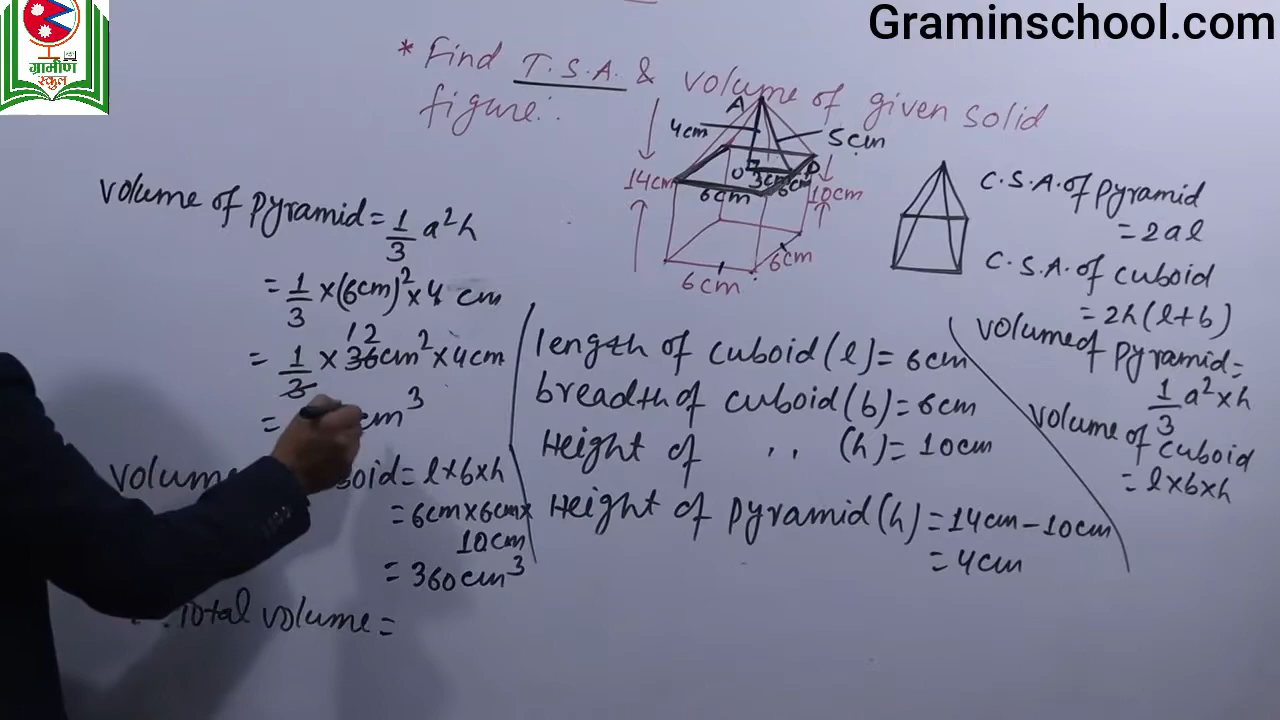 Graminschool.com
ग्रामीण
स्कुल
* Find T.S.A. & volume of given solid
figure:.
A
4cm
5cm
14cm
O
3cm
P
6cm
6cm
10cm
6cm
6cm
C.S.A. of pyramid
= 2al
C.S.A. of cuboid
= 2h(l+b)
volume of pyramid=
1/3 a²×h
volume of cuboid
= l×b×h
volume of pyramid = 1/3 a²h
= 1/3 ×(6cm)²×4 cm
12
= 1/3 × 36cm²×4cm
= cm³
= l×b×h
= 6cm×6cm×
10cm
= 360cm³
Total volume =
length of cuboid(l)= 6cm
breadth of cuboid(b)=6cm
Height of ,, (h)= 10cm
Height of pyramid(h)=14cm-10cm
= 4cm